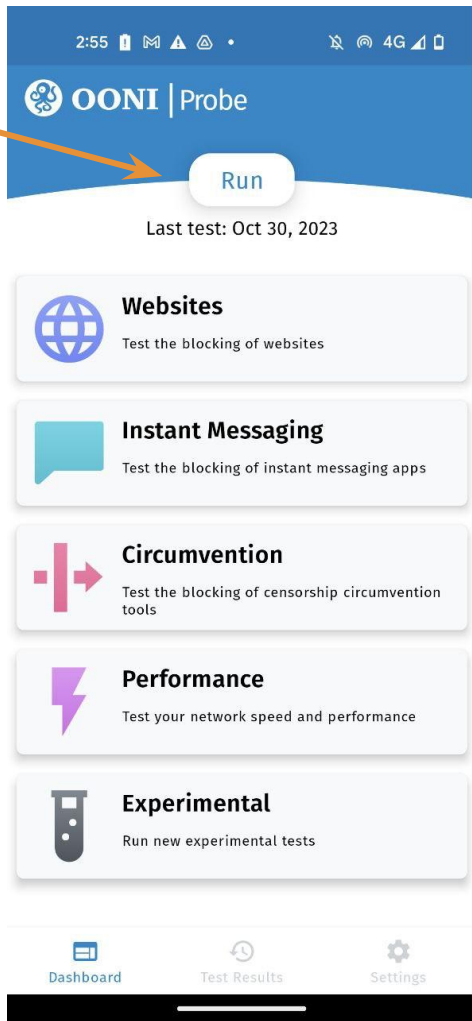 2:55 4G
OONI Probe
Run
Last test: Oct 30, 2023
Websites
Test the blocking of websites
Instant Messaging
Test the blocking of instant messaging apps
Circumvention
Test the blocking of censorship circumvention
tools
Performance
Test your network speed and performance
Experimental
Run new experimental tests
Dashboard Test Results Settings